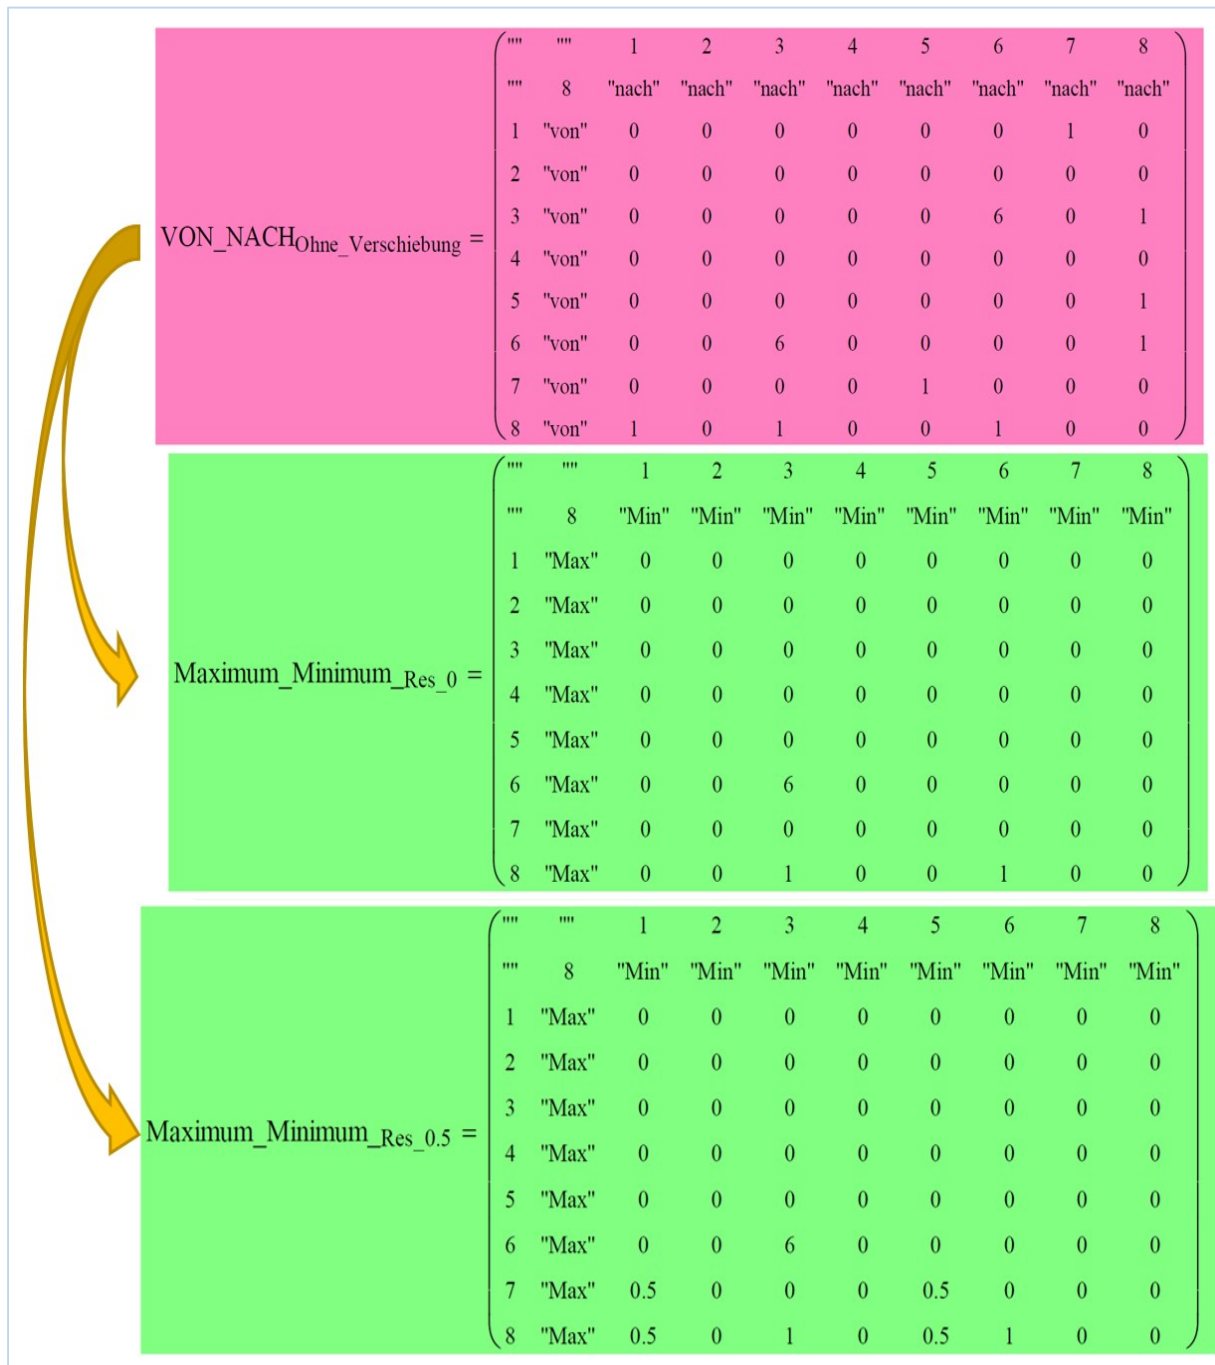 "" "" 1 2 3 4 5 6 7 8
"" 8 "nach" "nach" "nach" "nach" "nach" "nach" "nach" "nach"
1 "von" 0 0 0 0 0 0 1 0
2 "von" 0 0 0 0 0 0 0 0
3 "von" 0 0 0 0 0 6 0 1
VON_NACH Ohne_Verschiebung =
4 "von" 0 0 0 0 0 0 0 0
5 "von" 0 0 0 0 0 0 0 1
6 "von" 0 0 6 0 0 0 0 1
7 "von" 0 0 0 0 1 0 0 0
8 "von" 1 0 1 0 0 1 0 0
"" "" 1 2 3 4 5 6 7 8
"" 8 "Min" "Min" "Min" "Min" "Min" "Min" "Min" "Min"
1 "Max" 0 0 0 0 0 0 0 0
2 "Max" 0 0 0 0 0 0 0 0
3 "Max" 0 0 0 0 0 0 0 0
Maximum_Minimum_Res_0 =
4 "Max" 0 0 0 0 0 0 0 0
5 "Max" 0 0 0 0 0 0 0 0
6 "Max" 0 0 6 0 0 0 0 0
7 "Max" 0 0 0 0 0 0 0 0
8 "Max" 0 0 1 0 0 1 0 0
"" "" 1 2 3 4 5 6 7 8
"" 8 "Min" "Min" "Min" "Min" "Min" "Min" "Min" "Min"
1 "Max" 0 0 0 0 0 0 0 0
2 "Max" 0 0 0 0 0 0 0 0
3 "Max" 0 0 0 0 0 0 0 0
Maximum_Minimum_Res_0.5 =
4 "Max" 0 0 0 0 0 0 0 0
5 "Max" 0 0 0 0 0 0 0 0
6 "Max" 0 0 6 0 0 0 0 0
7 "Max" 0.5 0 0 0 0.5 0 0 0
8 "Max" 0.5 0 1 0 0.5 1 0 0